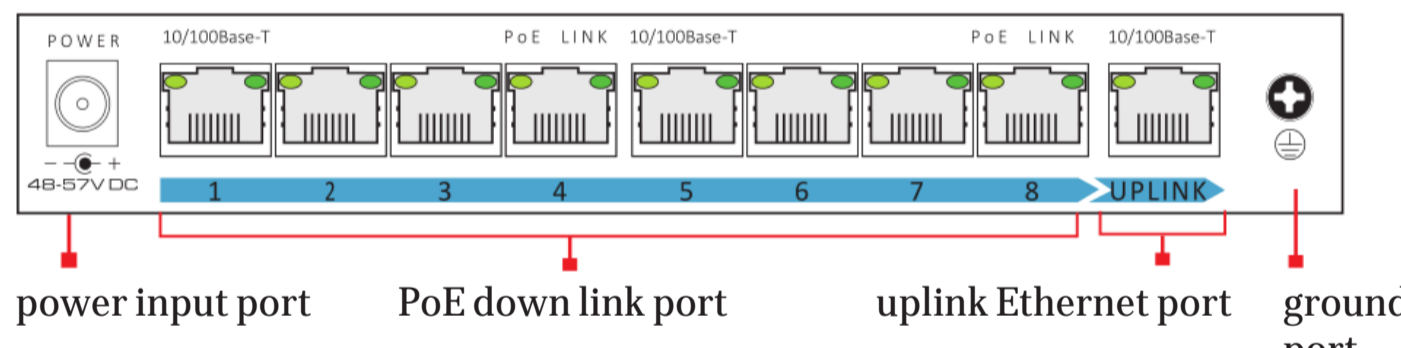 POWER 10/100Base-T PoE LINK 10/100Base-T PoE LINK 10/100Base-T
- +
48-57V DC
1 2 3 4 5 6 7 8 UPLINK
power input port PoE down link port uplink Ethernet port ground
port